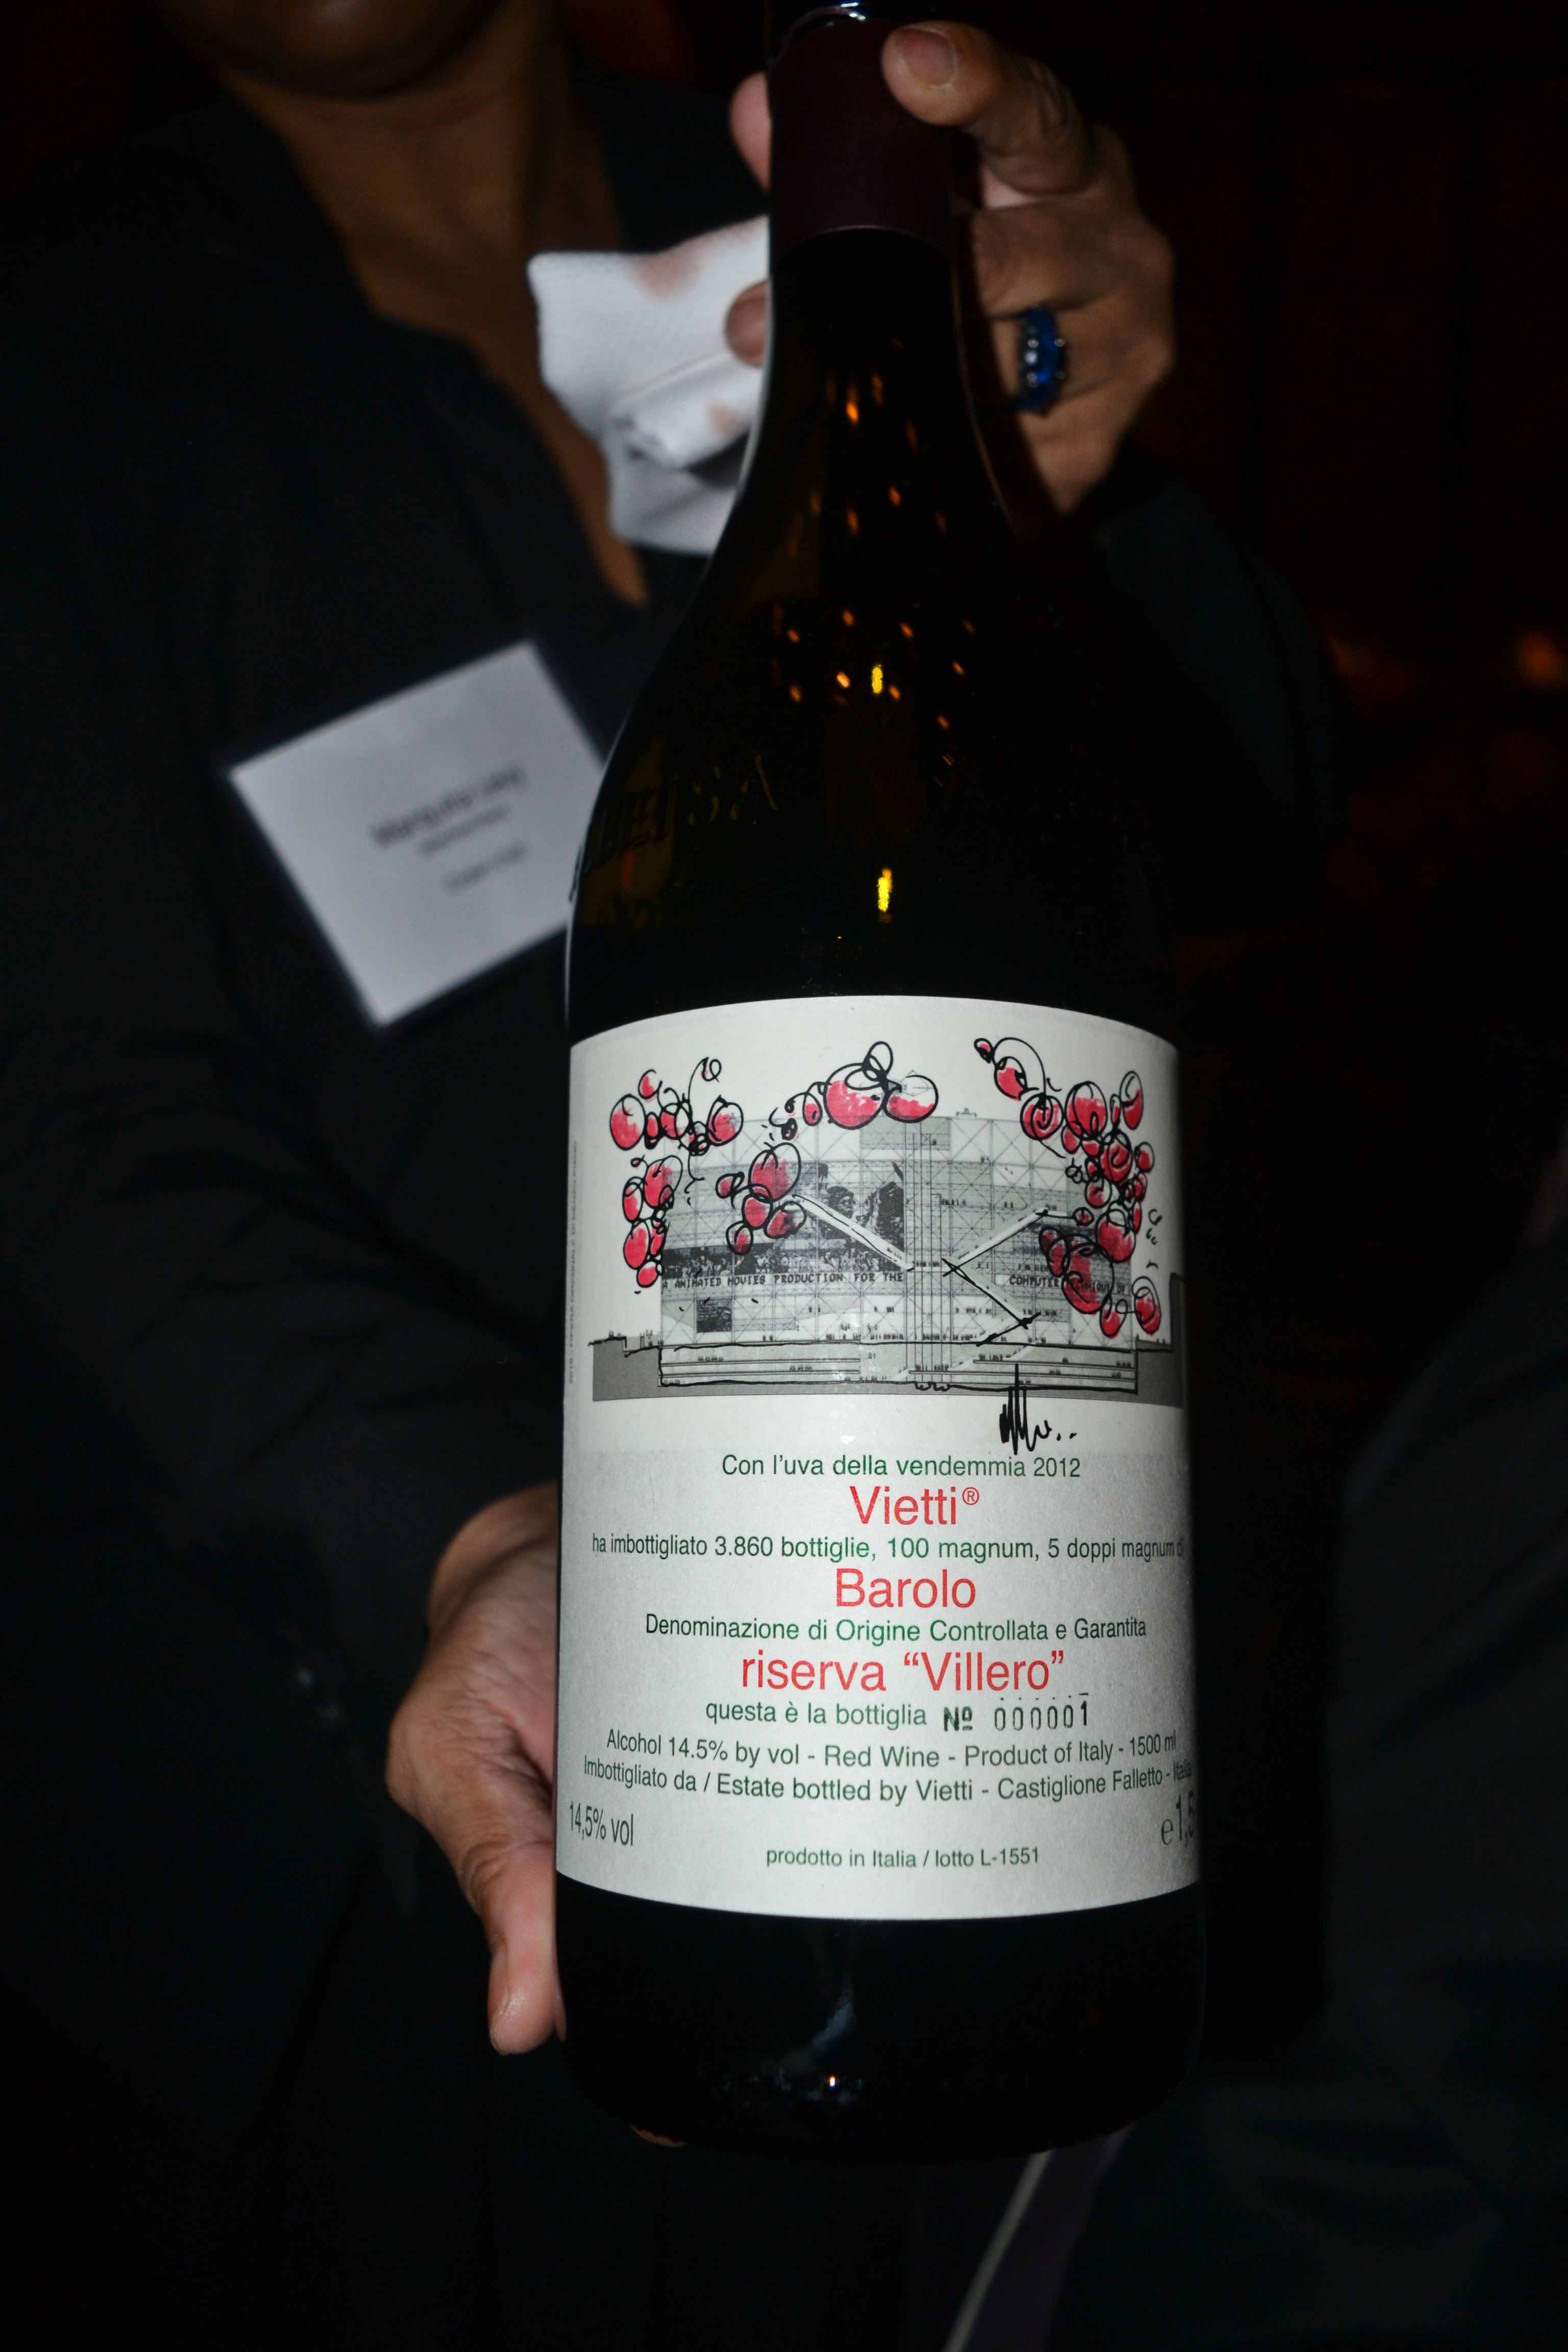 A ANIMATED MOVIES PRODUCTION FOR THE COMPUTER
Con l'uva della vendemmia 2012
Vietti®
ha imbottigliato 3.860 bottiglie, 100 magnum, 5 doppi magnum
Barolo
Denominazione di Origine Controllata e Garantita
riserva “Villero”
questa è la bottiglia Nº 000001
Alcohol 14.5% by vol - Red Wine - Product of Italy - 1500 ml
Imbottigliato da / Estate bottled by Vietti - Castiglione Falletto - Italia
14,5% vol
e 1,5
prodotto in Italia / lotto L-1551